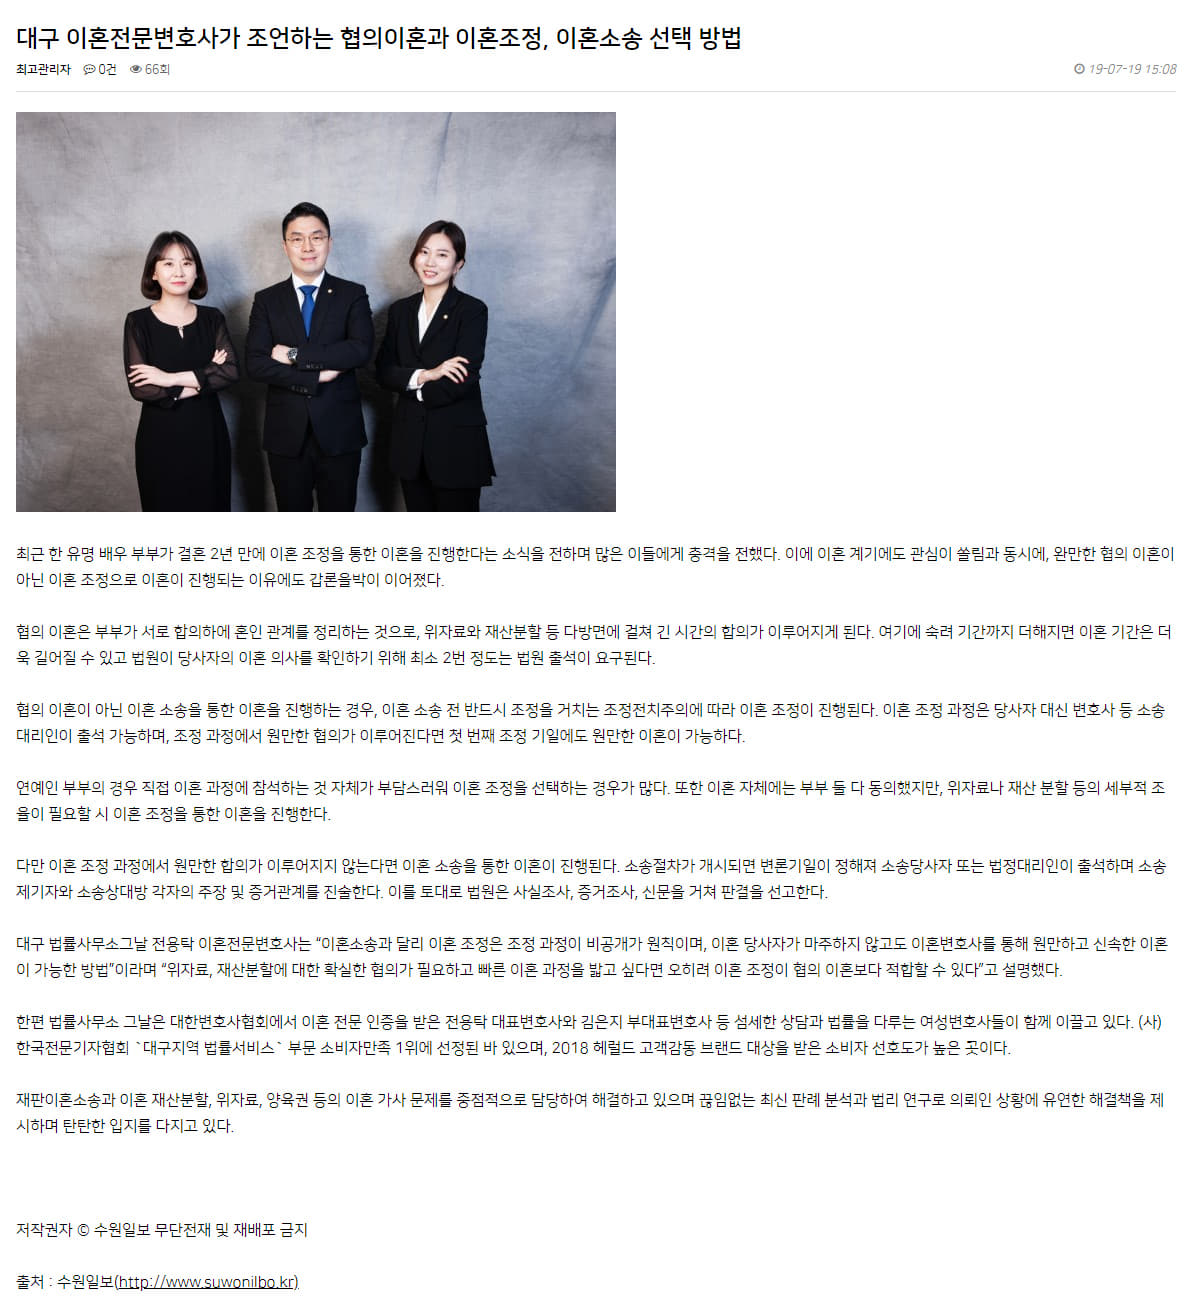 대구 이혼전문변호사가 조언하는 협의이혼과 이혼조정, 이혼소송 선택 방법
최고관리자 0건 66회 19-07-19 15:08
최근 한 유명 배우 부부가 결혼 2년 만에 이혼 조정을 통한 이혼을 진행한다는 소식을 전하며 많은 이들에게 충격을 전했다. 이에 이혼 계기에도 관심이 쏠림과 동시에, 완만한 협의 이혼이
아닌 이혼 조정으로 이혼이 진행되는 이유에도 갑론을박이 이어졌다.
협의 이혼은 부부가 서로 합의하에 혼인 관계를 정리하는 것으로, 위자료와 재산분할 등 다방면에 걸쳐 긴 시간의 합의가 이루어지게 된다. 여기에 숙려 기간까지 더해지면 이혼 기간은 더
욱 길어질 수 있고 법원이 당사자의 이혼 의사를 확인하기 위해 최소 2번 정도는 법원 출석이 요구된다.
협의 이혼이 아닌 이혼 소송을 통한 이혼을 진행하는 경우, 이혼 소송 전 반드시 조정을 거치는 조정전치주의에 따라 이혼 조정이 진행된다. 이혼 조정 과정은 당사자 대신 변호사 등 소송
대리인이 출석 가능하며, 조정 과정에서 원만한 협의가 이루어진다면 첫 번째 조정 기일에도 원만한 이혼이 가능하다.
연예인 부부의 경우 직접 이혼 과정에 참석하는 것 자체가 부담스러워 이혼 조정을 선택하는 경우가 많다. 또한 이혼 자체에는 부부 둘 다 동의했지만, 위자료나 재산 분할 등의 세부적 조
율이 필요할 시 이혼 조정을 통한 이혼을 진행한다.
다만 이혼 조정 과정에서 원만한 합의가 이루어지지 않는다면 이혼 소송을 통한 이혼이 진행된다. 소송절차가 개시되면 변론기일이 정해져 소송당사자 또는 법정대리인이 출석하며 소송
제기자와 소송상대방 각자의 주장 및 증거관계를 진술한다. 이를 토대로 법원은 사실조사, 증거조사, 신문을 거쳐 판결을 선고한다.
대구 법률사무소그날 전용탁 이혼전문변호사는 “이혼소송과 달리 이혼 조정은 조정 과정이 비공개가 원칙이며, 이혼 당사자가 마주하지 않고도 이혼변호사를 통해 원만하고 신속한 이혼
이 가능한 방법”이라며 “위자료, 재산분할에 대한 확실한 협의가 필요하고 빠른 이혼 과정을 밟고 싶다면 오히려 이혼 조정이 협의 이혼보다 적합할 수 있다”고 설명했다.
한편 법률사무소 그날은 대한변호사협회에서 이혼 전문 인증을 받은 전용탁 대표변호사와 김은지 부대표변호사 등 섬세한 상담과 법률을 다루는 여성변호사들이 함께 이끌고 있다. (사)
한국전문기자협회 `대구지역 법률서비스` 부문 소비자만족 1위에 선정된 바 있으며, 2018 헤럴드 고객감동 브랜드 대상을 받은 소비자 선호도가 높은 곳이다.
재판이혼소송과 이혼 재산분할, 위자료, 양육권 등의 이혼 가사 문제를 중점적으로 담당하여 해결하고 있으며 끊임없는 최신 판례 분석과 법리 연구로 의뢰인 상황에 유연한 해결책을 제
시하며 탄탄한 입지를 다지고 있다.
저작권자 © 수원일보 무단전재 및 재배포 금지
출처 : 수원일보(http://www.suwonilbo.kr)